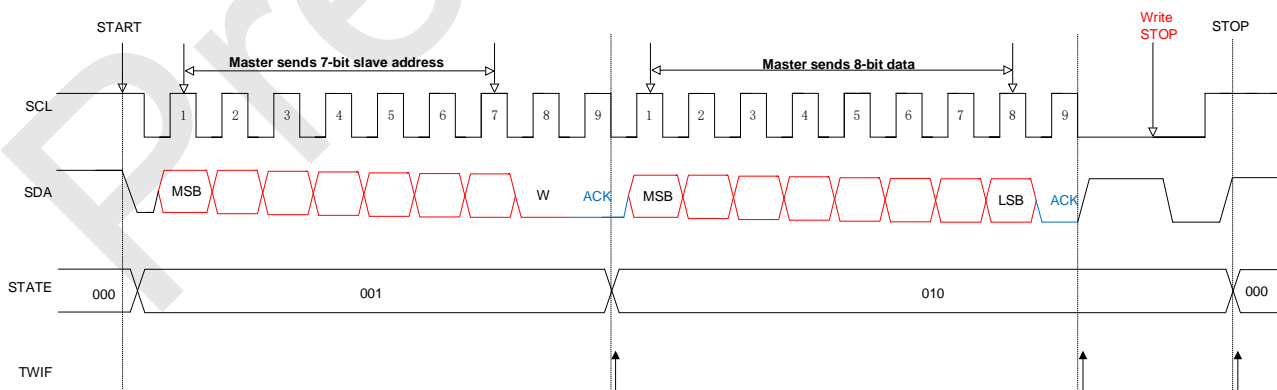 START
Write
STOP
STOP
Master sends 7-bit slave address
Master sends 8-bit data
SCL
1 2 3 4 5 6 7 8 9 1 2 3 4 5 6 7 8 9
SDA
MSB W ACK MSB LSB ACK
STATE
000 001 010 000
TWIF